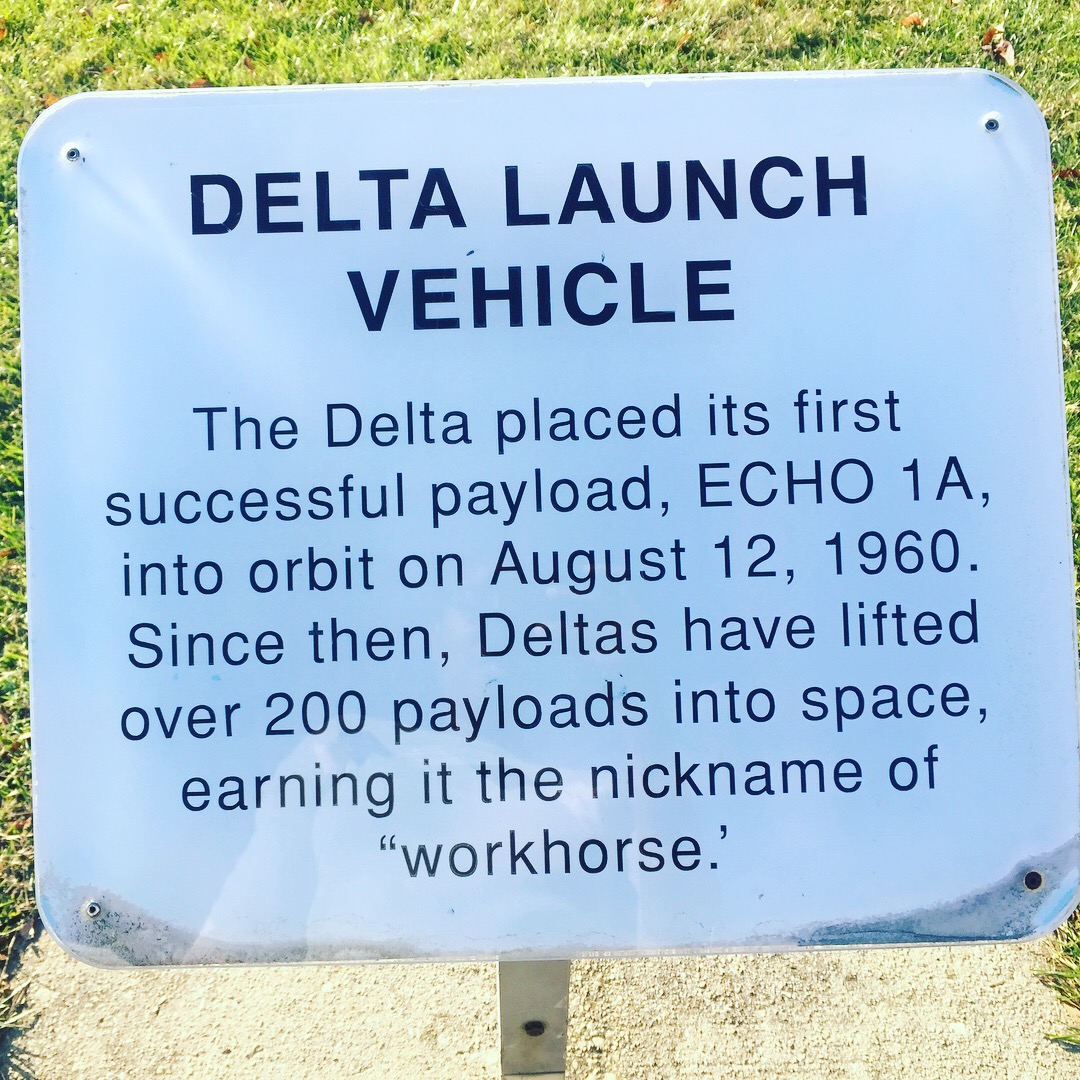 DELTA LAUNCH
VEHICLE
The Delta placed its first
successful payload, ECHO 1A,
into orbit on August 12, 1960.
Since then, Deltas have lifted
over 200 payloads into space,
earning it the nickname of
“workhorse.’